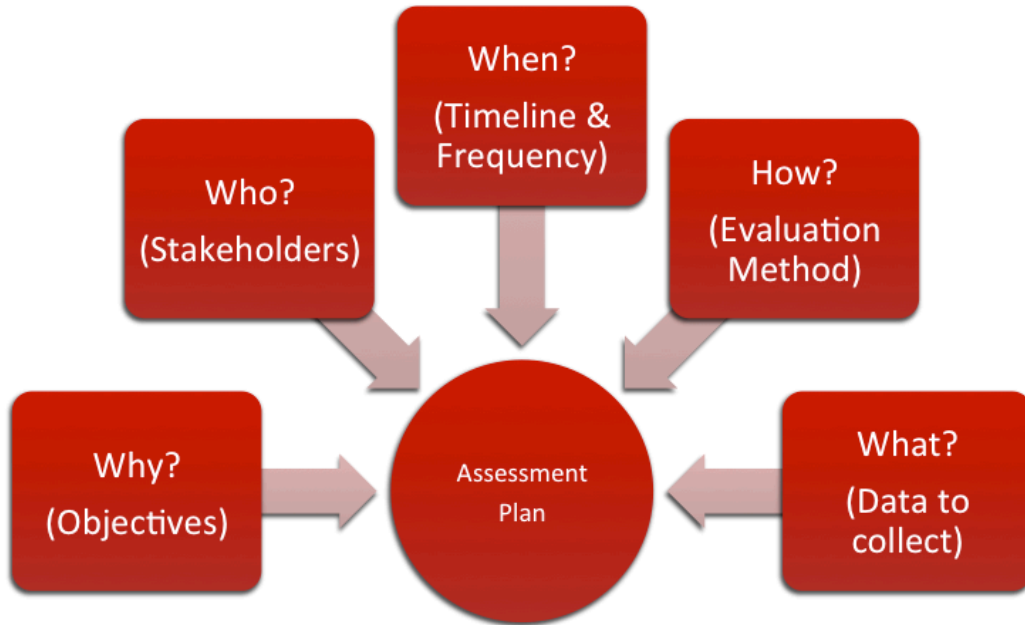 When?
(Timeline &
Frequency)
Who?
(Stakeholders)
How?
(Evaluation
Method)
Why?
(Objectives)
Assessment
Plan
What?
(Data to
collect)